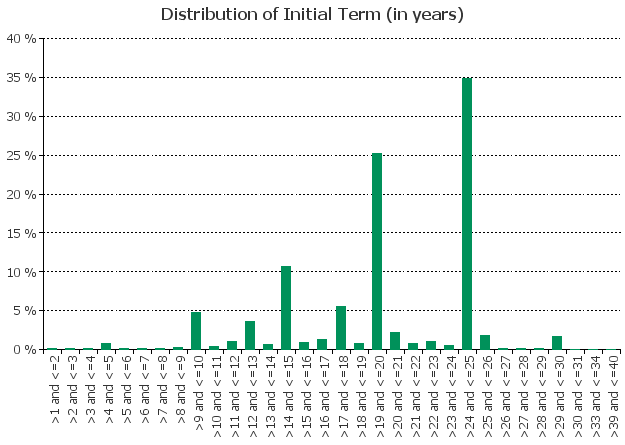 Distribution of Initial Term (in years)
40 %
35 %
30 %
25 %
20 %
15 %
10 %
5 %
0 %
>1 and <=2
>2 and <=3
>3 and <=4
>4 and <=5
>5 and <=6
>6 and <=7
>7 and <=8
>8 and <=9
>9 and <=10
>10 and <=11
>11 and <=12
>12 and <=13
>13 and <=14
>14 and <=15
>15 and <=16
>16 and <=17
>17 and <=18
>18 and <=19
>19 and <=20
>20 and <=21
>21 and <=22
>22 and <=23
>23 and <=24
>24 and <=25
>25 and <=26
>26 and <=27
>27 and <=28
>28 and <=29
>29 and <=30
>30 and <=31
>33 and <=34
>39 and <=40